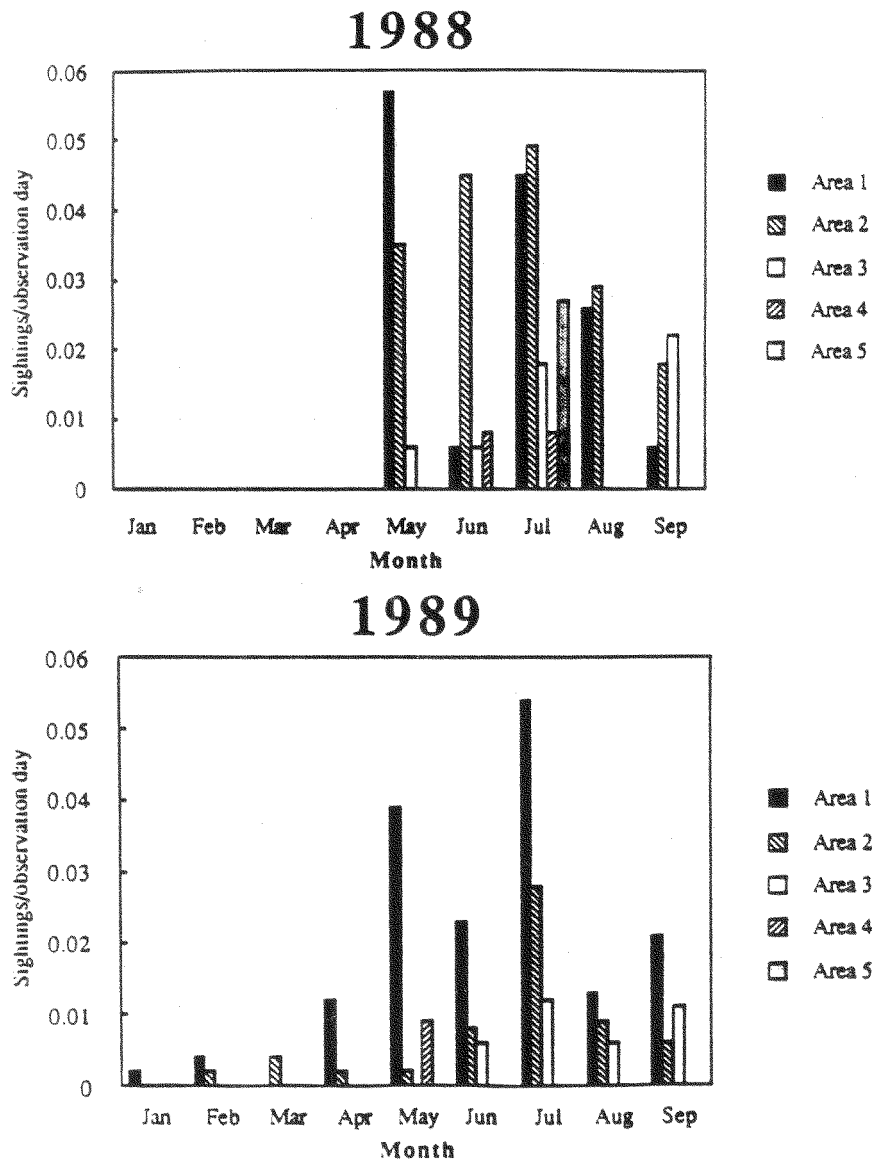 1988
Sightings/observation day
0.06
0.05
0.04
0.03
0.02
0.01
0
Jan Feb Mar Apr May Jun Jul Aug Sep
Month
Area 1
Area 2
Area 3
Area 4
Area 5
1989
Sightings/observation day
0.06
0.05
0.04
0.03
0.02
0.01
0
Jan Feb Mar Apr May Jun Jul Aug Sep
Month
Area 1
Area 2
Area 3
Area 4
Area 5